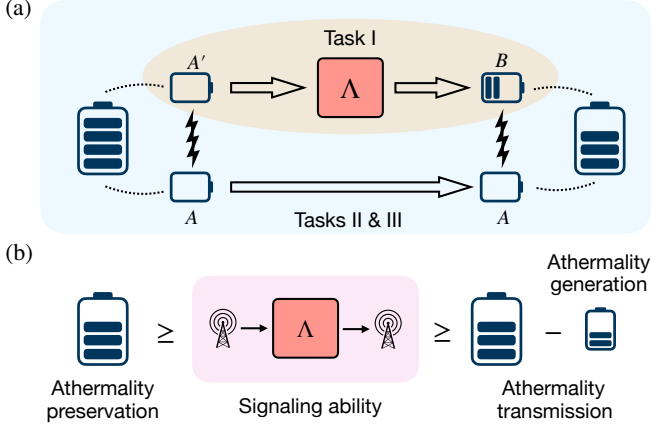 (a)
Task I
A′
Λ
B
A
Tasks II & III
A
(b)
Athermality
generation
≥
Λ
≥
−
Athermality
preservation
Signaling ability
Athermality
transmission